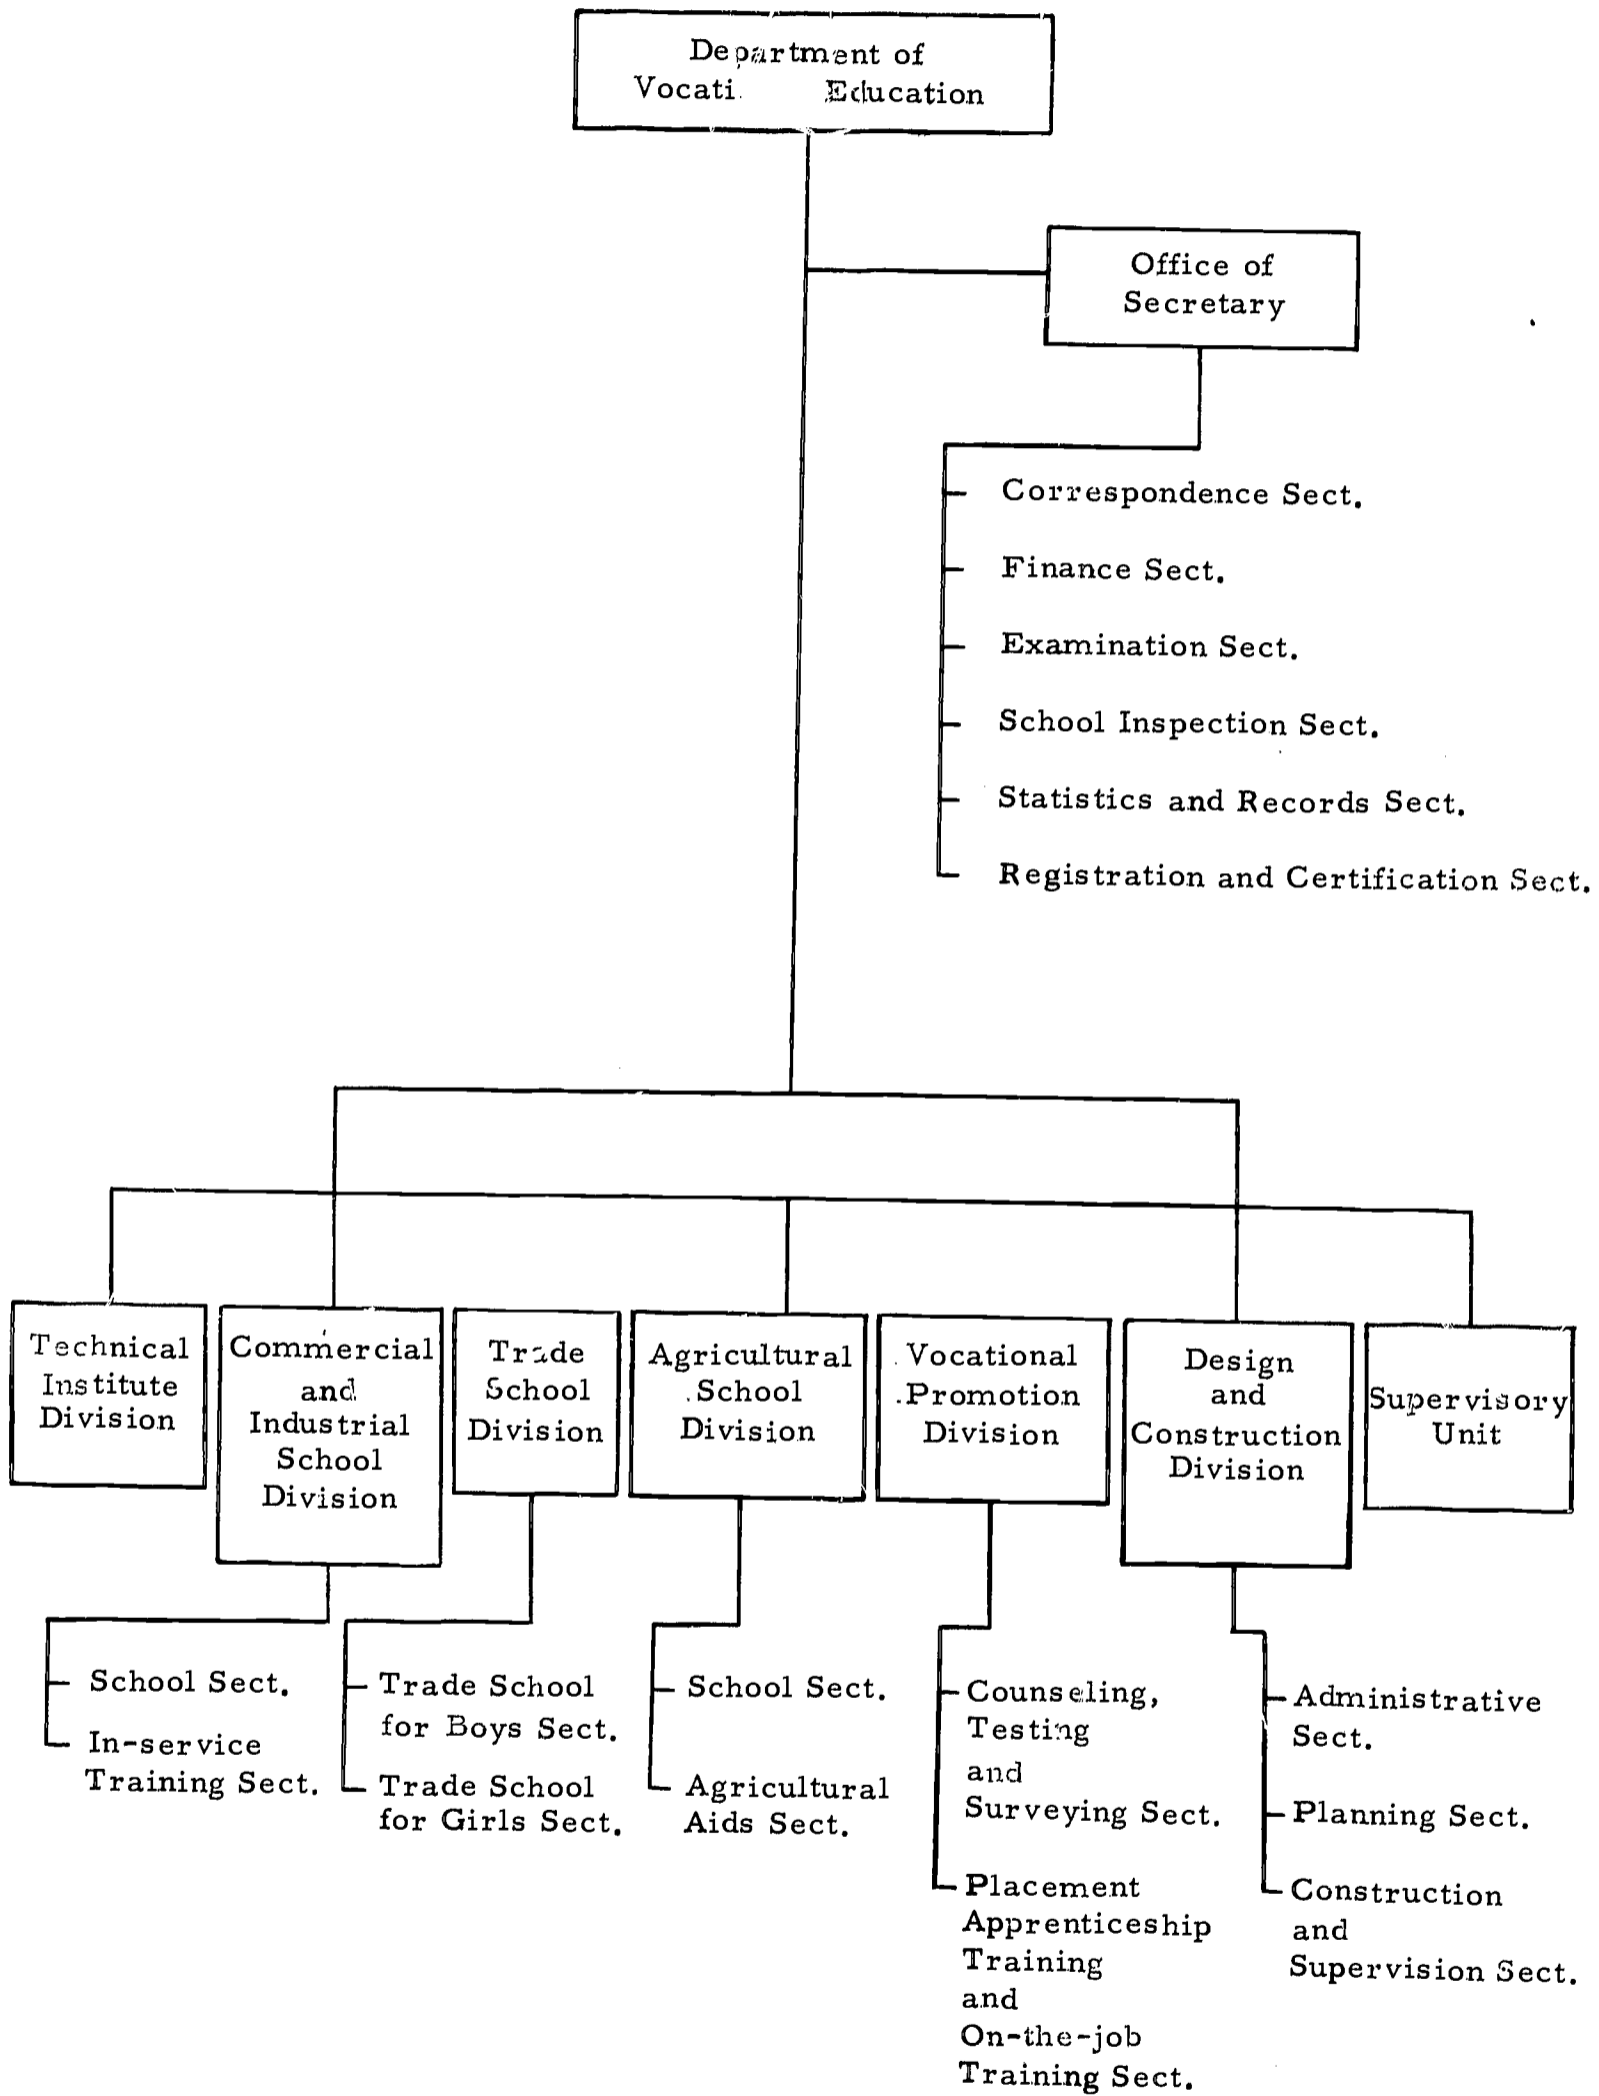 Department of
Vocati Education
Office of
Secretary
Correspondence Sect.
Finance Sect.
Examination Sect.
School Inspection Sect.
Statistics and Records Sect.
Registration and Certification Sect.
Technical
Institute
Division
Commercial
and
Industrial
School
Division
Trade
School
Division
Agricultural
School
Division
Vocational
Promotion
Division
Design
and
Construction
Division
Supervisory
Unit
School Sect.
In-service
Training Sect.
Trade School
for Boys Sect.
Trade School
for Girls Sect.
School Sect.
Agricultural
Aids Sect.
Counseling,
Testing
and
Surveying Sect.
Placement
Apprenticeship
Training
and
On-the-job
Training Sect.
Administrative
Sect.
Planning Sect.
Construction
and
Supervision Sect.